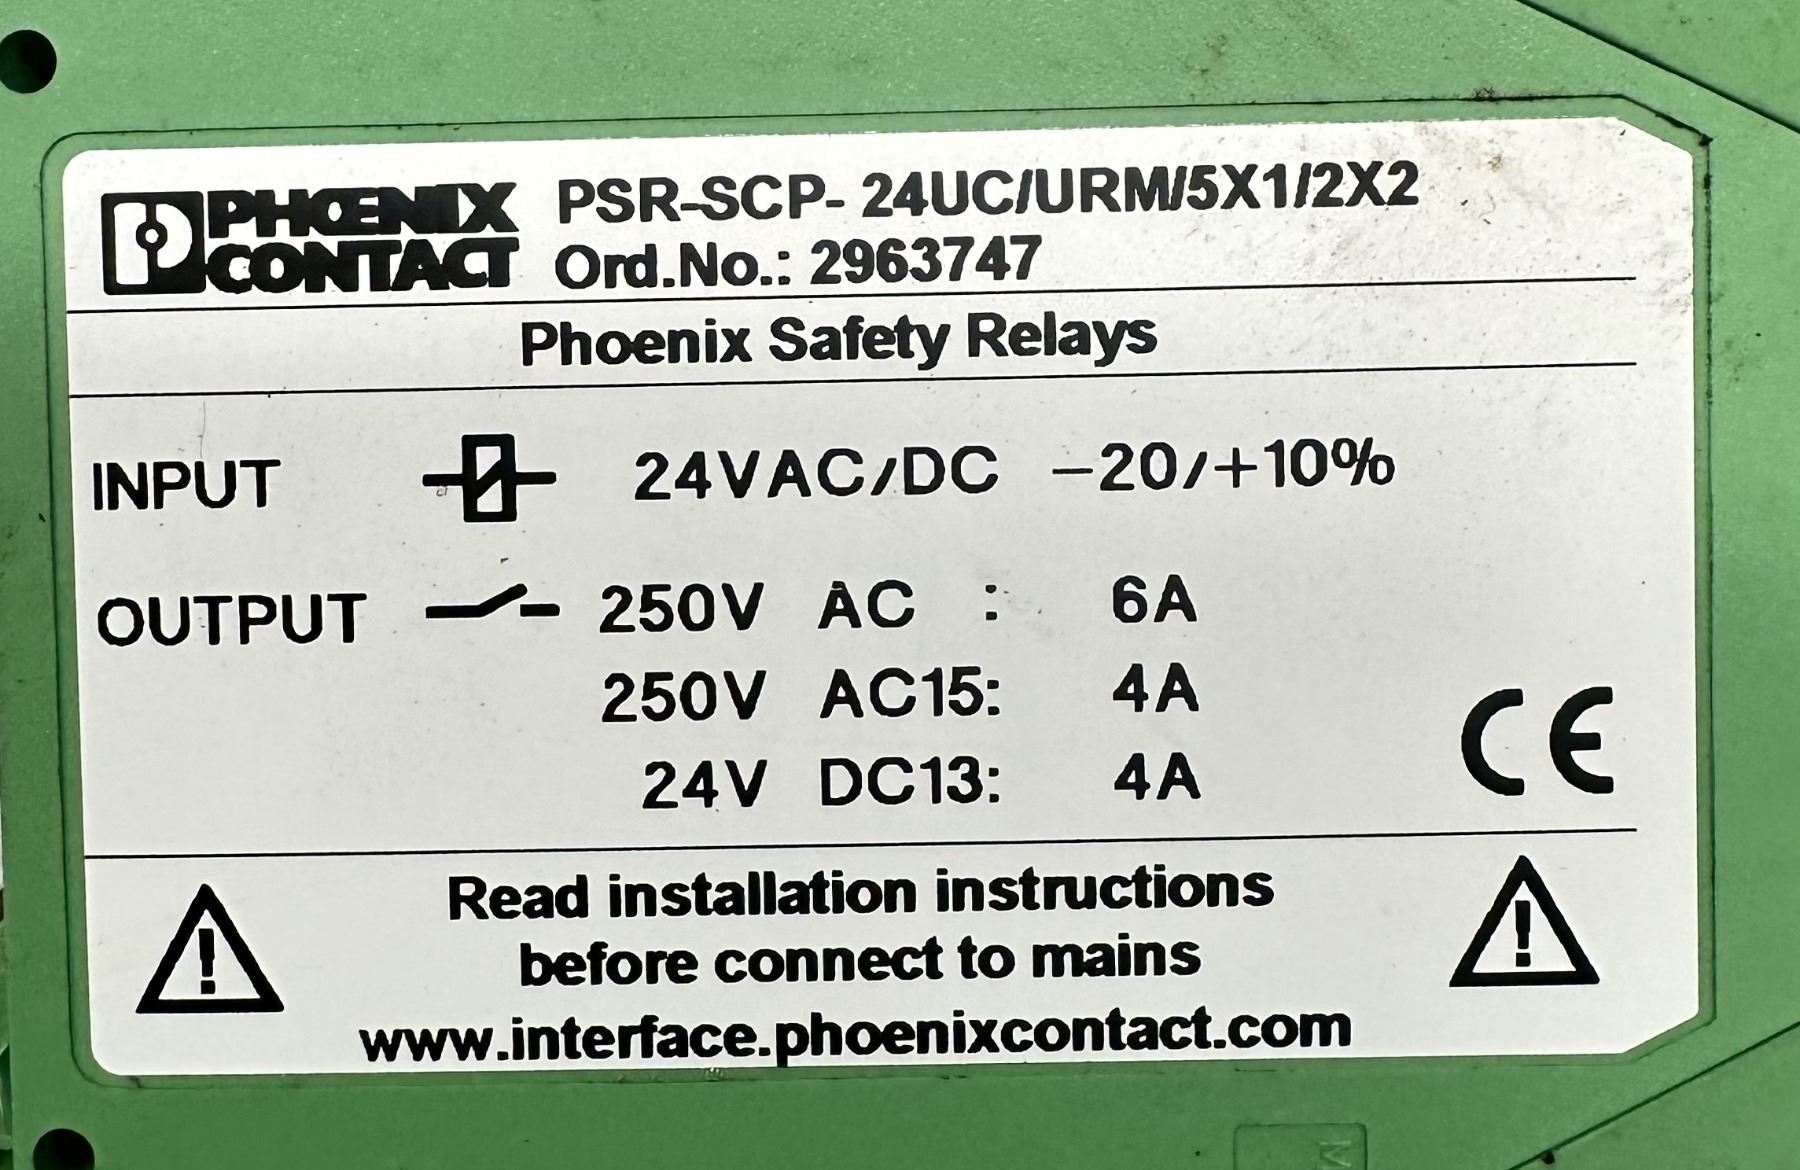 PHOENIX
CONTACT
PSR-SCP- 24UC/URM/5X1/2X2
Ord.No.: 2963747
Phoenix Safety Relays
INPUT 24VAC/DC -20/+10%
OUTPUT 250V AC : 6A
250V AC15: 4A
24V DC13: 4A
CE
Read installation instructions
before connect to mains
www.interface.phoenixcontact.com